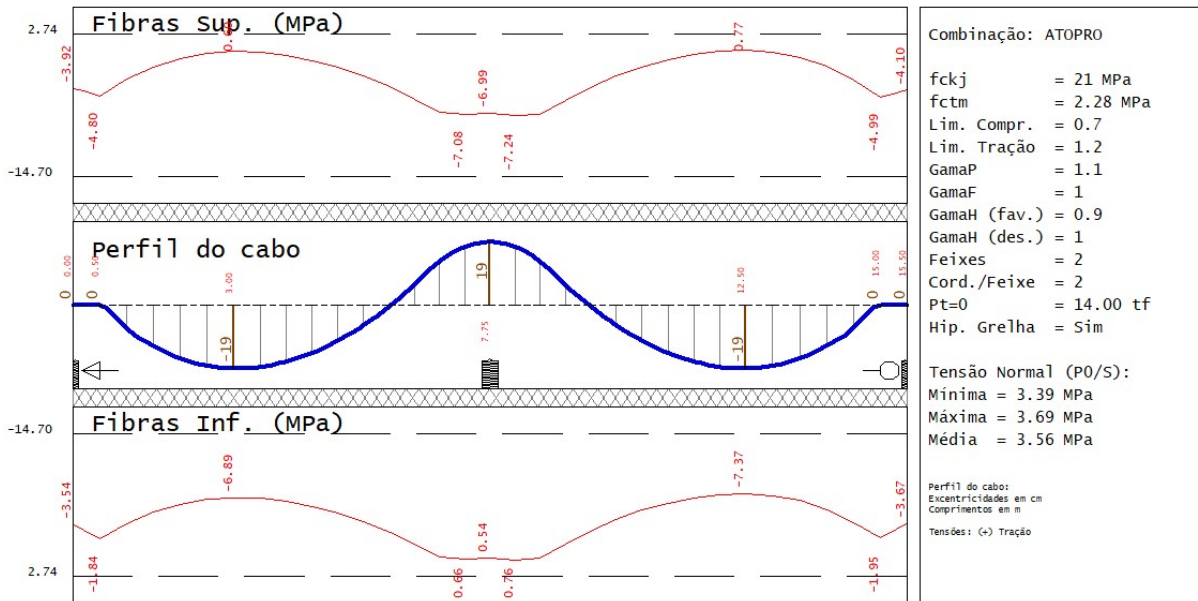 Fibras Sup. (MPa)
2.74
-14.70
-3.92
-4.80
-6.99
-7.08
-7.24
0.77
-4.99
-4.10
Perfil do cabo
0
0.00
0
0.50
3.00
-19
19
7.75
12.50
-19
0
15.00
0
15.50
Fibras Inf. (MPa)
-14.70
2.74
-3.54
-1.84
-6.89
0.54
0.66
0.76
-7.37
-1.95
-3.67
Combinação: ATOPRO
fckj = 21 MPa
fctm = 2.28 MPa
Lim. Compr. = 0.7
Lim. Tração = 1.2
GamaP = 1.1
GamaF = 1
GamaH (fav.) = 0.9
GamaH (des.) = 1
Feixes = 2
Cord./Feixe = 2
Pt=0 = 14.00 tf
Hip. Grelha = Sim
Tensão Normal (P0/S):
Mínima = 3.39 MPa
Máxima = 3.69 MPa
Média = 3.56 MPa
Perfil do cabo:
Excentricidades em cm
Comprimentos em m
Tensões: (+) Tração